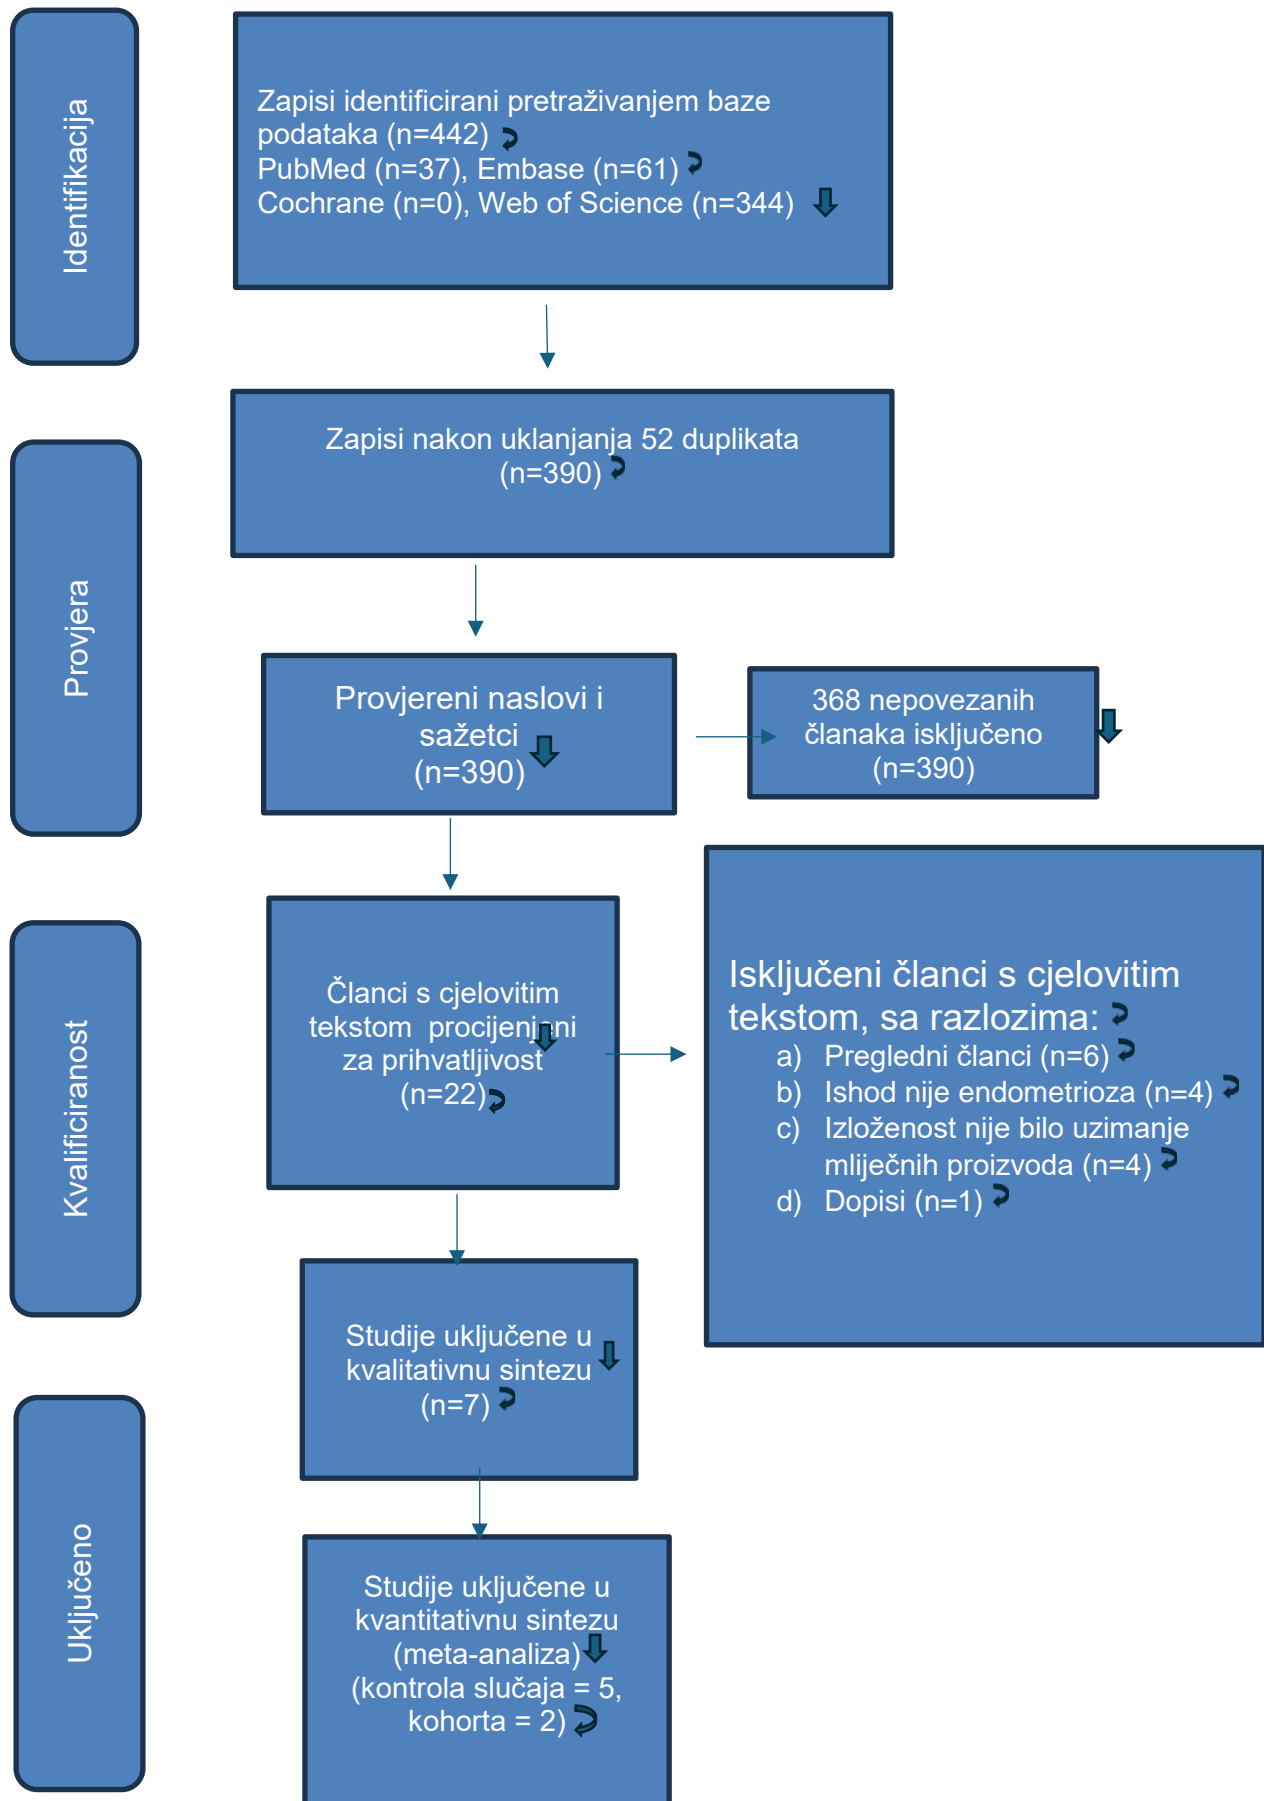 Identifikacija
Zapisi identificirani pretraživanjem baze
podataka (n=442)
PubMed (n=37), Embase (n=61)
Cochrane (n=0), Web of Science (n=344)
Provjera
Zapisi nakon uklanjanja 52 duplikata
(n=390)
Provjereni naslovi i
sažetci
(n=390)
368 nepovezanih
članaka isključeno
(n=390)
Kvalificiranost
Članci s cjelovitim
tekstom procijenjeni
za prihvatljivost
(n=22)
Isključeni članci s cjelovitim
tekstom, sa razlozima:
a) Pregledni članci (n=6)
b) Ishod nije endometrioza (n=4)
c) Izloženost nije bilo uzimanje
mliječnih proizvoda (n=4)
d) Dopisi (n=1)
Studije uključene u
kvalitativnu sintezu
(n=7)
Uključeno
Studije uključene u
kvantitativnu sintezu
(meta-analiza)
(kontrola slučaja = 5,
kohorta = 2)